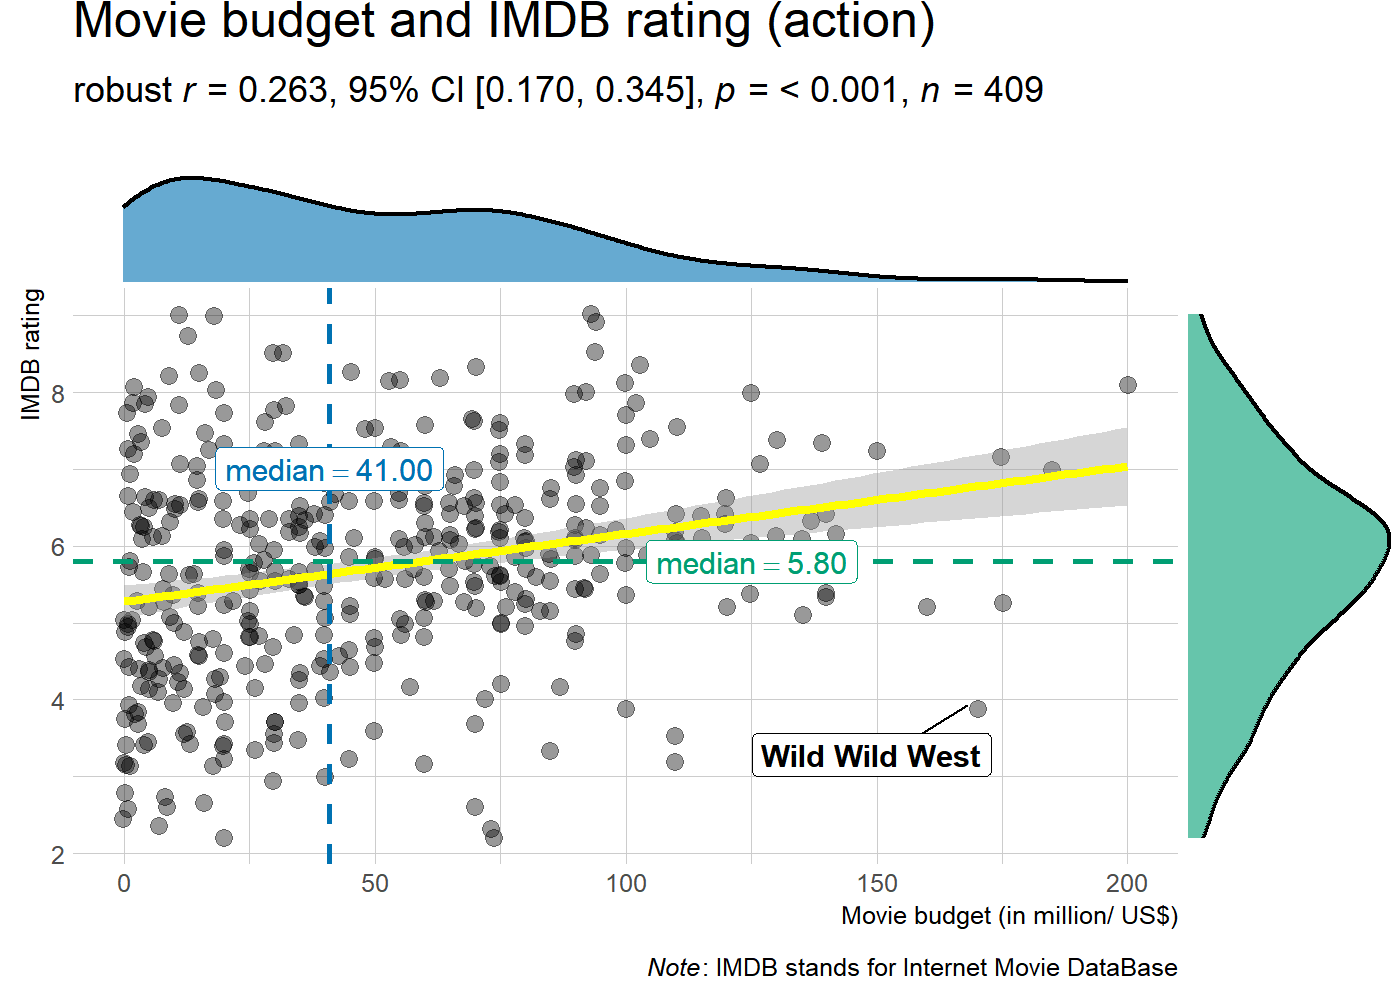 Movie budget and IMDB rating (action)
robust r = 0.263, 95% CI [0.170, 0.345], p = < 0.001, n = 409
IMDB rating
8
median = 41.00
6
median = 5.80
4
Wild Wild West
2
0 50 100 150 200
Movie budget (in million/ US$)
Note: IMDB stands for Internet Movie DataBase